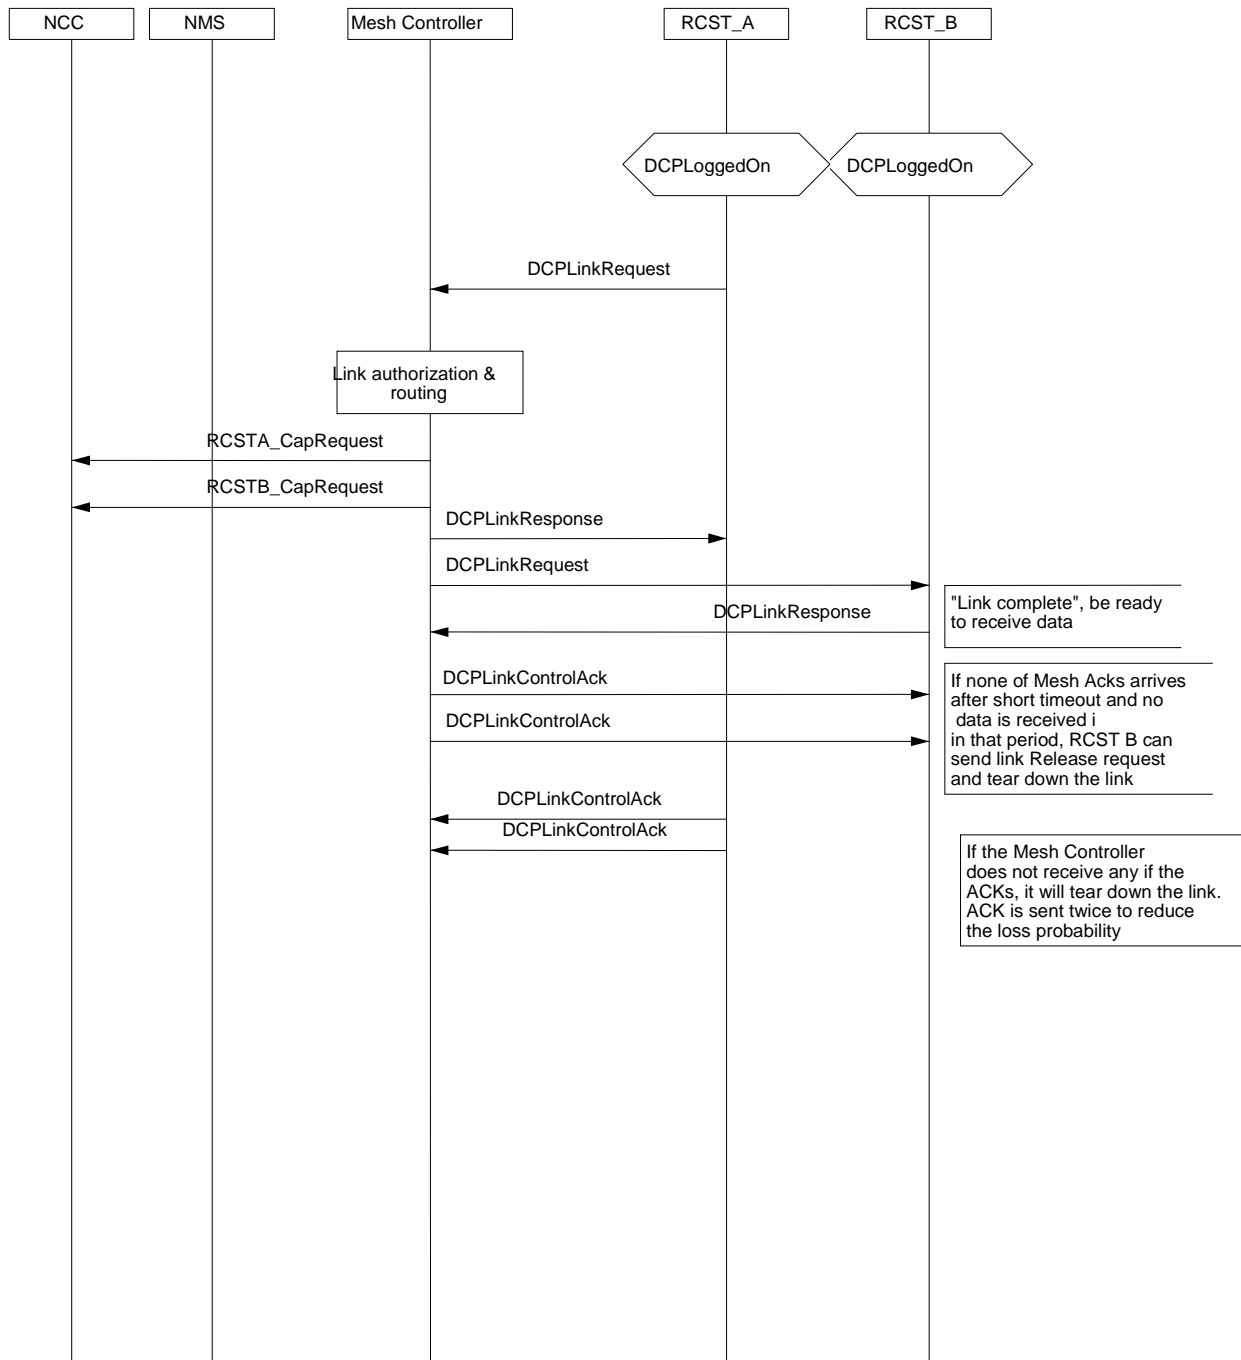 NCC
NMS
Mesh Controller
RCST_A
RCST_B
DCPLoggedOn
DCPLoggedOn
DCPLinkRequest
Link authorization &
routing
RCSTA_CapRequest
RCSTB_CapRequest
DCPLinkResponse
DCPLinkRequest
"Link complete", be ready
to receive data
DCPLinkResponse
DCPLinkControlAck
If none of Mesh Acks arrives
after short timeout and no
data is received i
in that period, RCST B can
send link Release request
and tear down the link
DCPLinkControlAck
DCPLinkControlAck
DCPLinkControlAck
If the Mesh Controller
does not receive any if the
ACKs, it will tear down the link.
ACK is sent twice to reduce
the loss probability